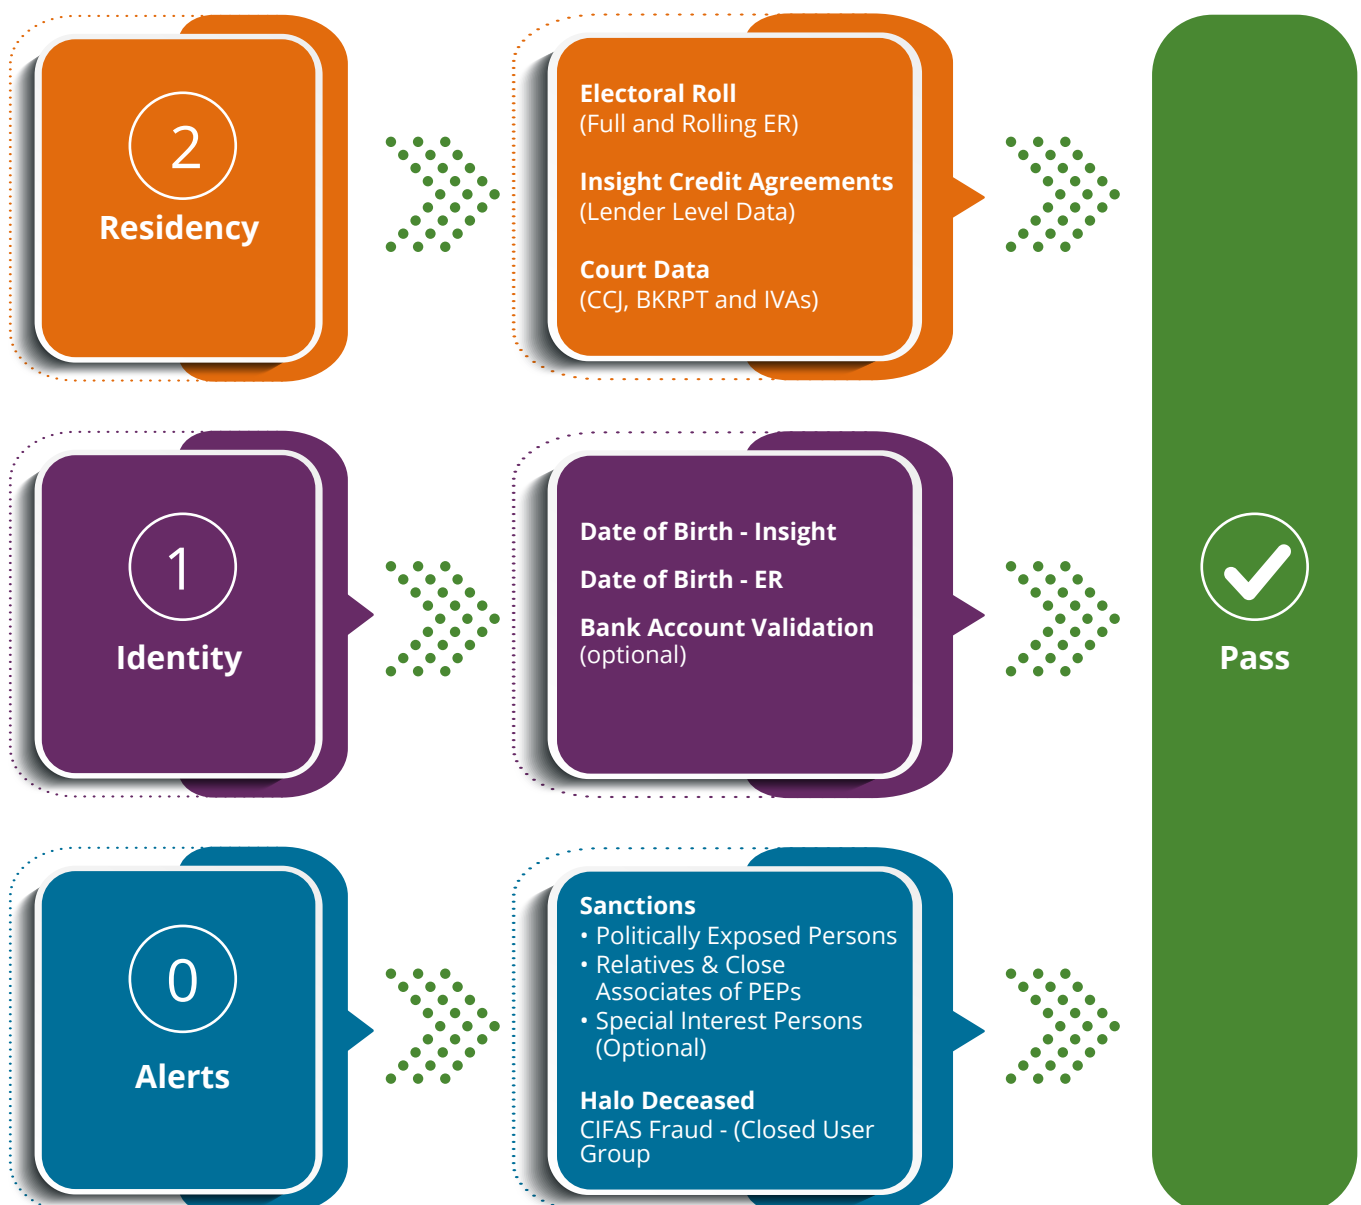 2
Residency
Electoral Roll
(Full and Rolling ER)
Insight Credit Agreements
(Lender Level Data)
Court Data
(CCJ, BKRPT and IVAs)
1
Identity
Date of Birth - Insight
Date of Birth - ER
Bank Account Validation
(optional)
0
Alerts
Sanctions
• Politically Exposed Persons
• Relatives & Close
Associates of PEPs
• Special Interest Persons
(Optional)
Halo Deceased
CIFAS Fraud - (Closed User
Group
Pass